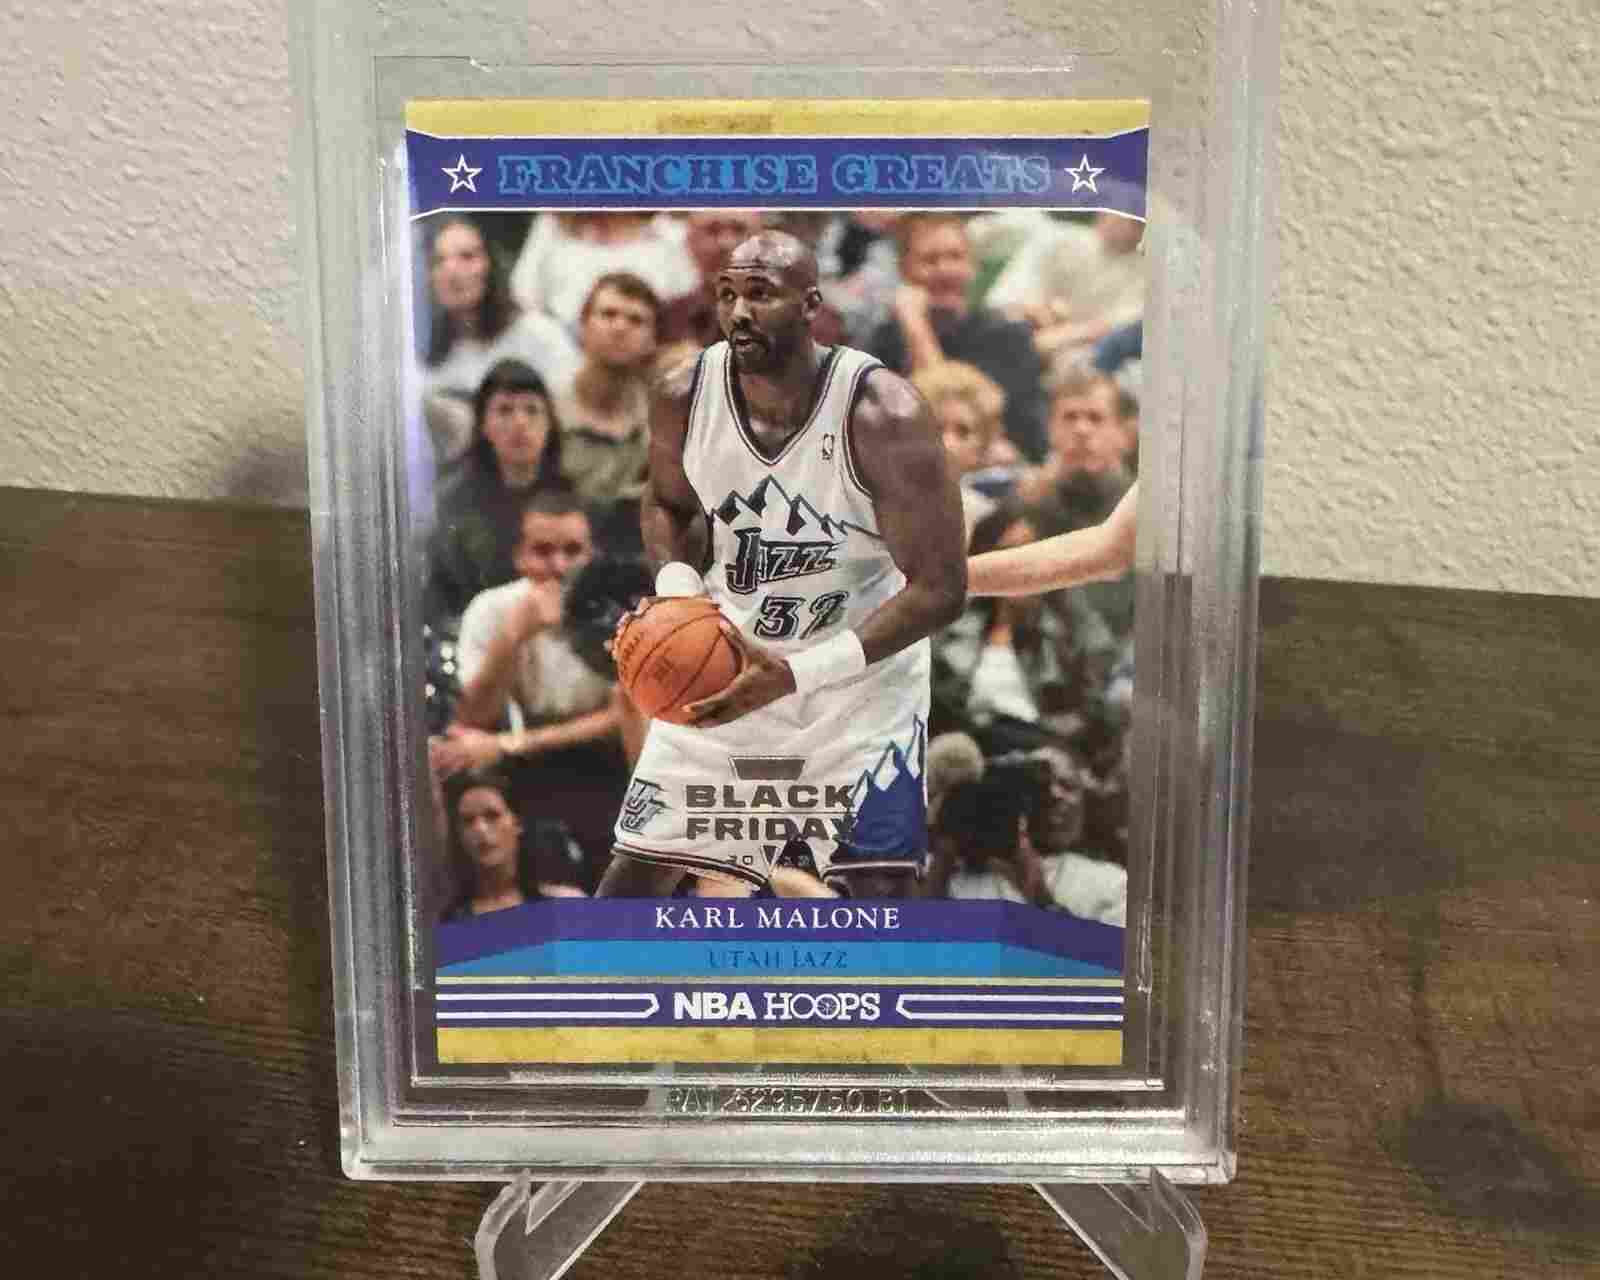 FRANCHISE GREATS
JAZZ
32
BLACK
FRIDAY
KARL MALONE
UTAH JAZZ
NBA HOOPS